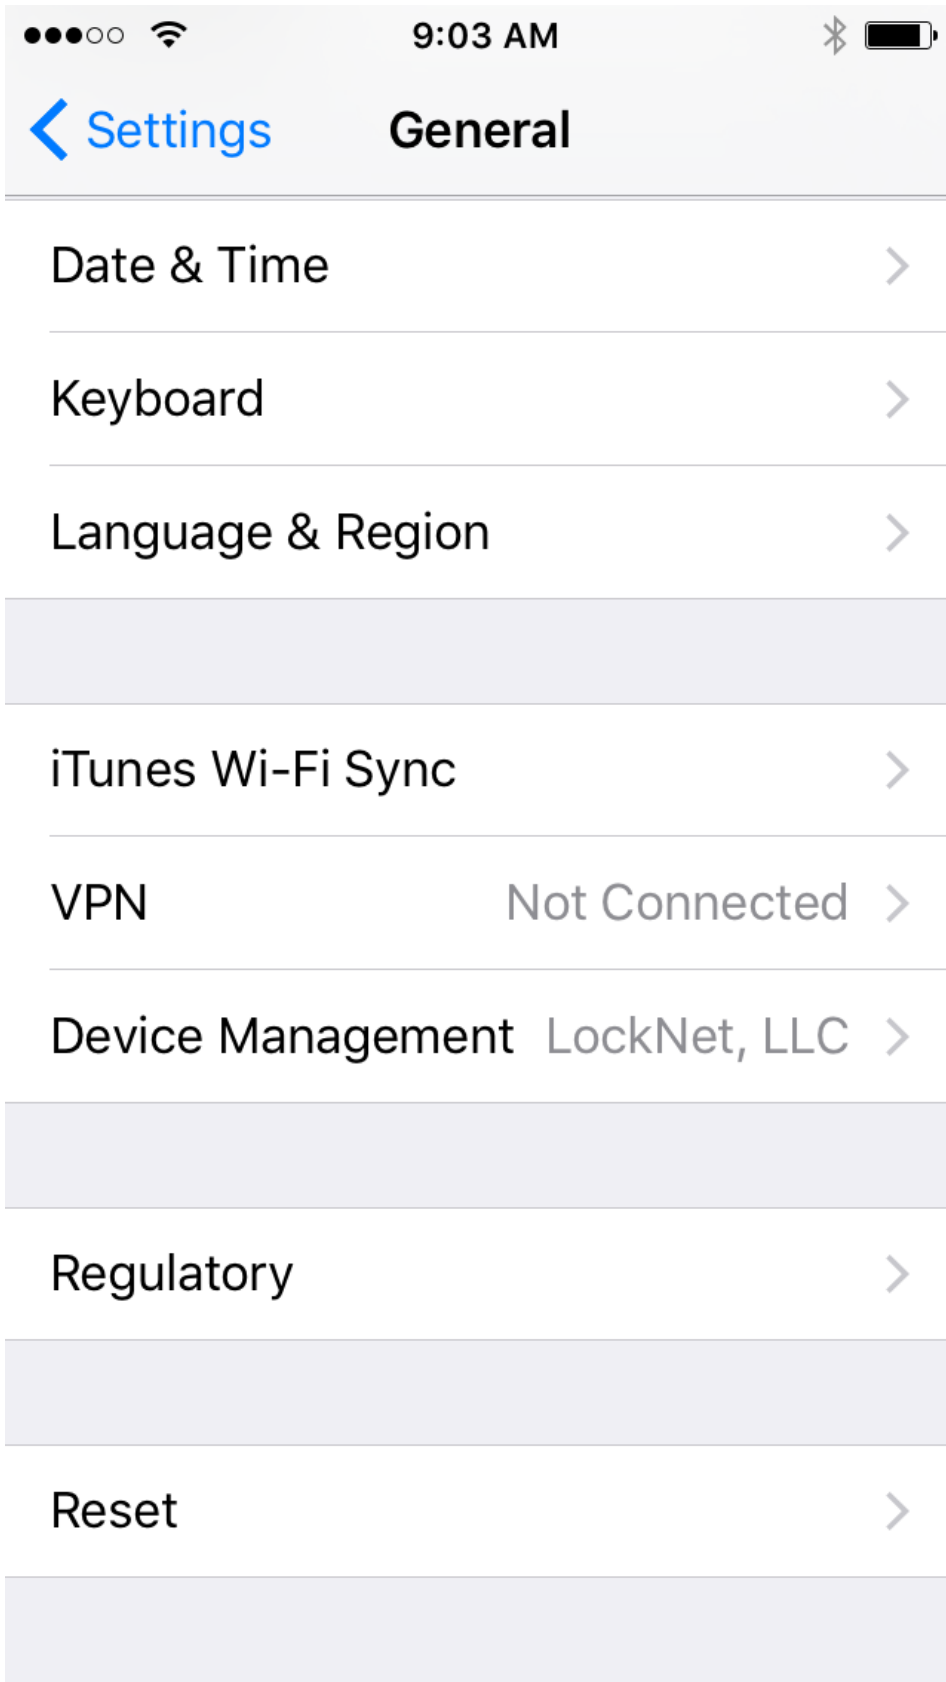 9:03 AM
Settings General
Date & Time
Keyboard
Language & Region
iTunes Wi-Fi Sync
VPN Not Connected
Device Management LockNet, LLC
Regulatory
Reset